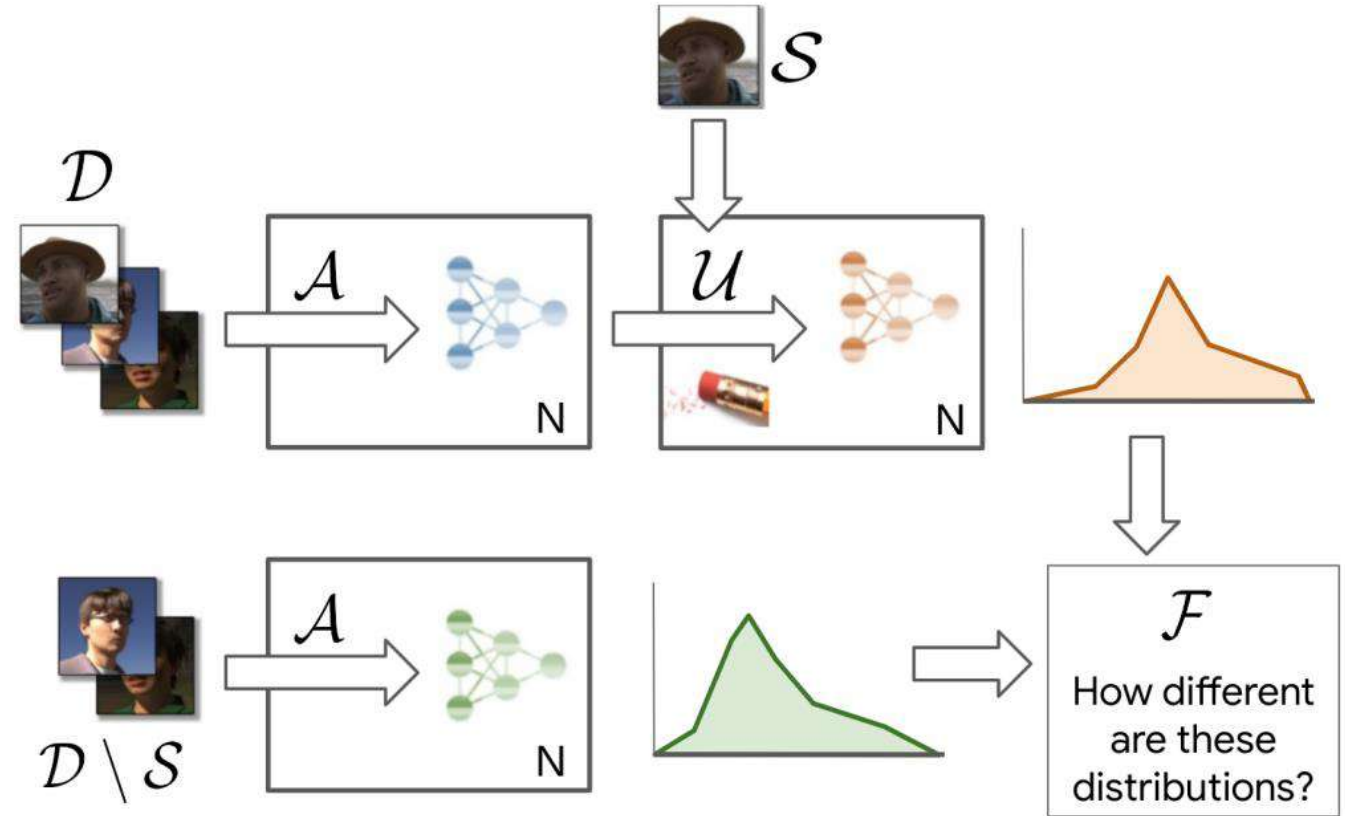 𝒮
𝒟
𝒜
N
𝒰
N
𝒟 \ 𝒮
𝒜
N
ℱ
How different
are these
distributions?